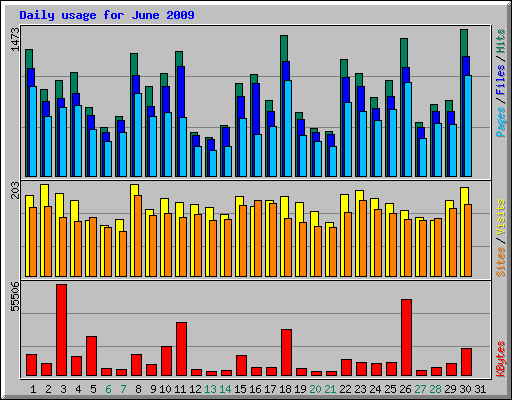 Daily usage for June 2009
1473
Pages / Files / Hits
203
Sites / Visits
55506
KBytes
1 2 3 4 5 6 7 8 9 10 11 12 13 14 15 16 17 18 19 20 21 22 23 24 25 26 27 28 29 30 31